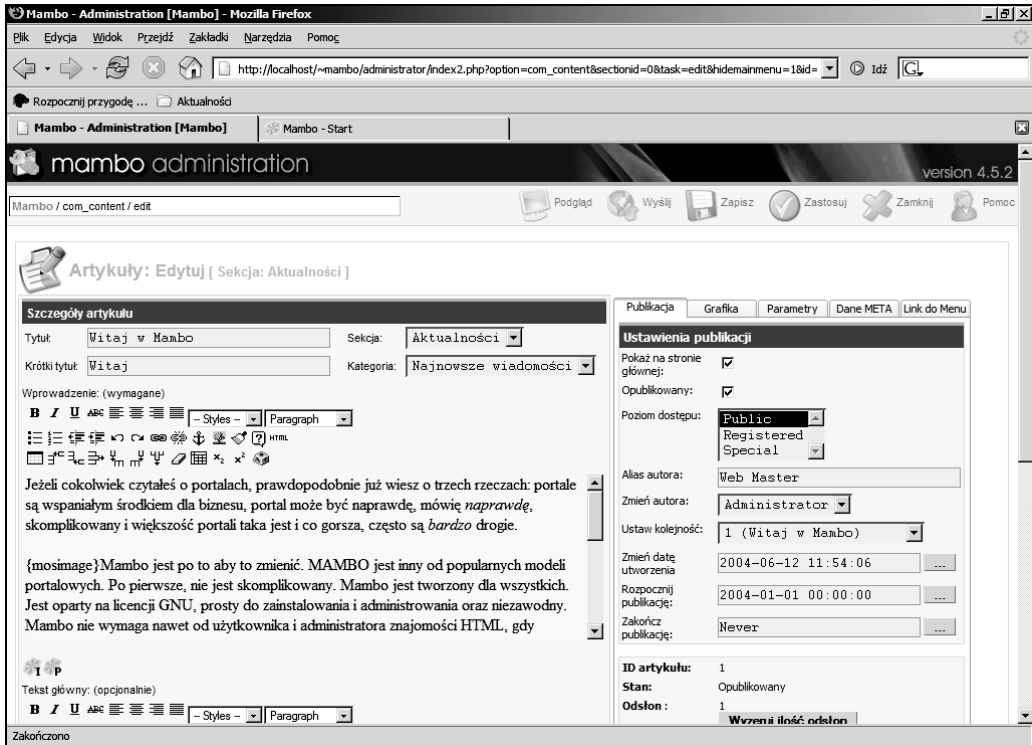 Mambo - Administration [Mambo] - Mozilla Firefox
Plik Edycja Widok Przejdź Zakładki Narzędzia Pomoc
http://localhost/~mambo/administrator/index2.php?option=com_content&sectionid=0&task=edit&hidemainmenu=1&id= Idź G
Rozpocznij przygodę ... Aktualności
Mambo - Administration [Mambo] Mambo - Start
mambo administration
version 4.5.2
Mambo / com_content / edit Podgląd Wyślij Zapisz Zastosuj Zamknij Pomoc
Artykuły: Edytuj [ Sekcja: Aktualności ]
Szczegóły artykułu
Tytuł: Witaj w Mambo Sekcja: Aktualności
Krótki tytuł: Witaj Kategoria: Najnowsze wiadomości
Wprowadzenie: (wymagane)
B I U ABC -- Styles -- Paragraph
HTML
Jeżeli cokolwiek czytałeś o portalach, prawdopodobnie już wiesz o trzech rzeczach: portale
są wspaniałym środkiem dla biznesu, portal może być naprawdę, mówię naprawdę,
skomplikowany i większość portali taka jest i co gorsza, często są bardzo drogie.
{mosimage}Mambo jest po to aby to zmienić. MAMBO jest inny od popularnych modeli
portalowych. Po pierwsze, nie jest skomplikowany. Mambo jest tworzony dla wszystkich.
Jest oparty na licencji GNU, prosty do zainstalowania i administrowania oraz niezawodny.
Mambo nie wymaga nawet od użytkownika i administratora znajomości HTML, gdy
I P
Tekst główny: (opcjonalnie)
B I U ABC -- Styles -- Paragraph
Publikacja Grafika Parametry Dane META Link do Menu
Ustawienia publikacji
Pokaż na stronie
głównej:
Opublikowany:
Poziom dostępu: Public
Registered
Special
Alias autora: Web Master
Zmień autora: Administrator
Ustaw kolejność: 1 (Witaj w Mambo)
Zmień datę
utworzenia 2004-06-12 11:54:06 ...
Rozpocznij
publikację: 2004-01-01 00:00:00 ...
Zakończ
publikację: Never ...
ID artykułu: 1
Stan: Opublikowany
Odsłon : 1
Wyzeruj ilość odsłon
Zakończono